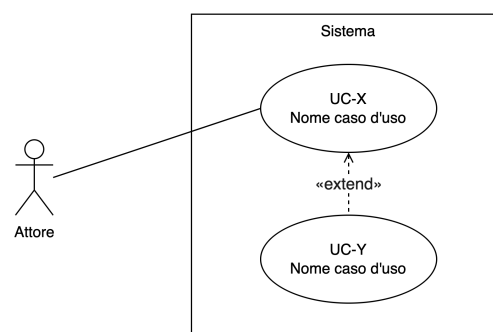 Sistema
UC-X
Nome caso d'uso
«extend»
Attore
UC-Y
Nome caso d'uso